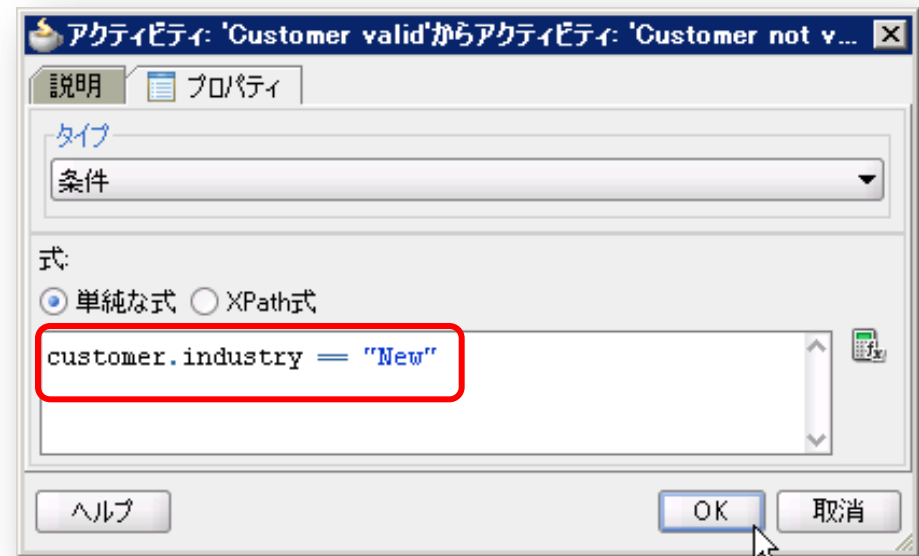 アクティビティ: 'Customer valid'からアクティビティ: 'Customer not v...
説明 プロパティ
タイプ
条件
式:
単純な式 XPath式
customer.industry == "New"
fx
ヘルプ OK 取消